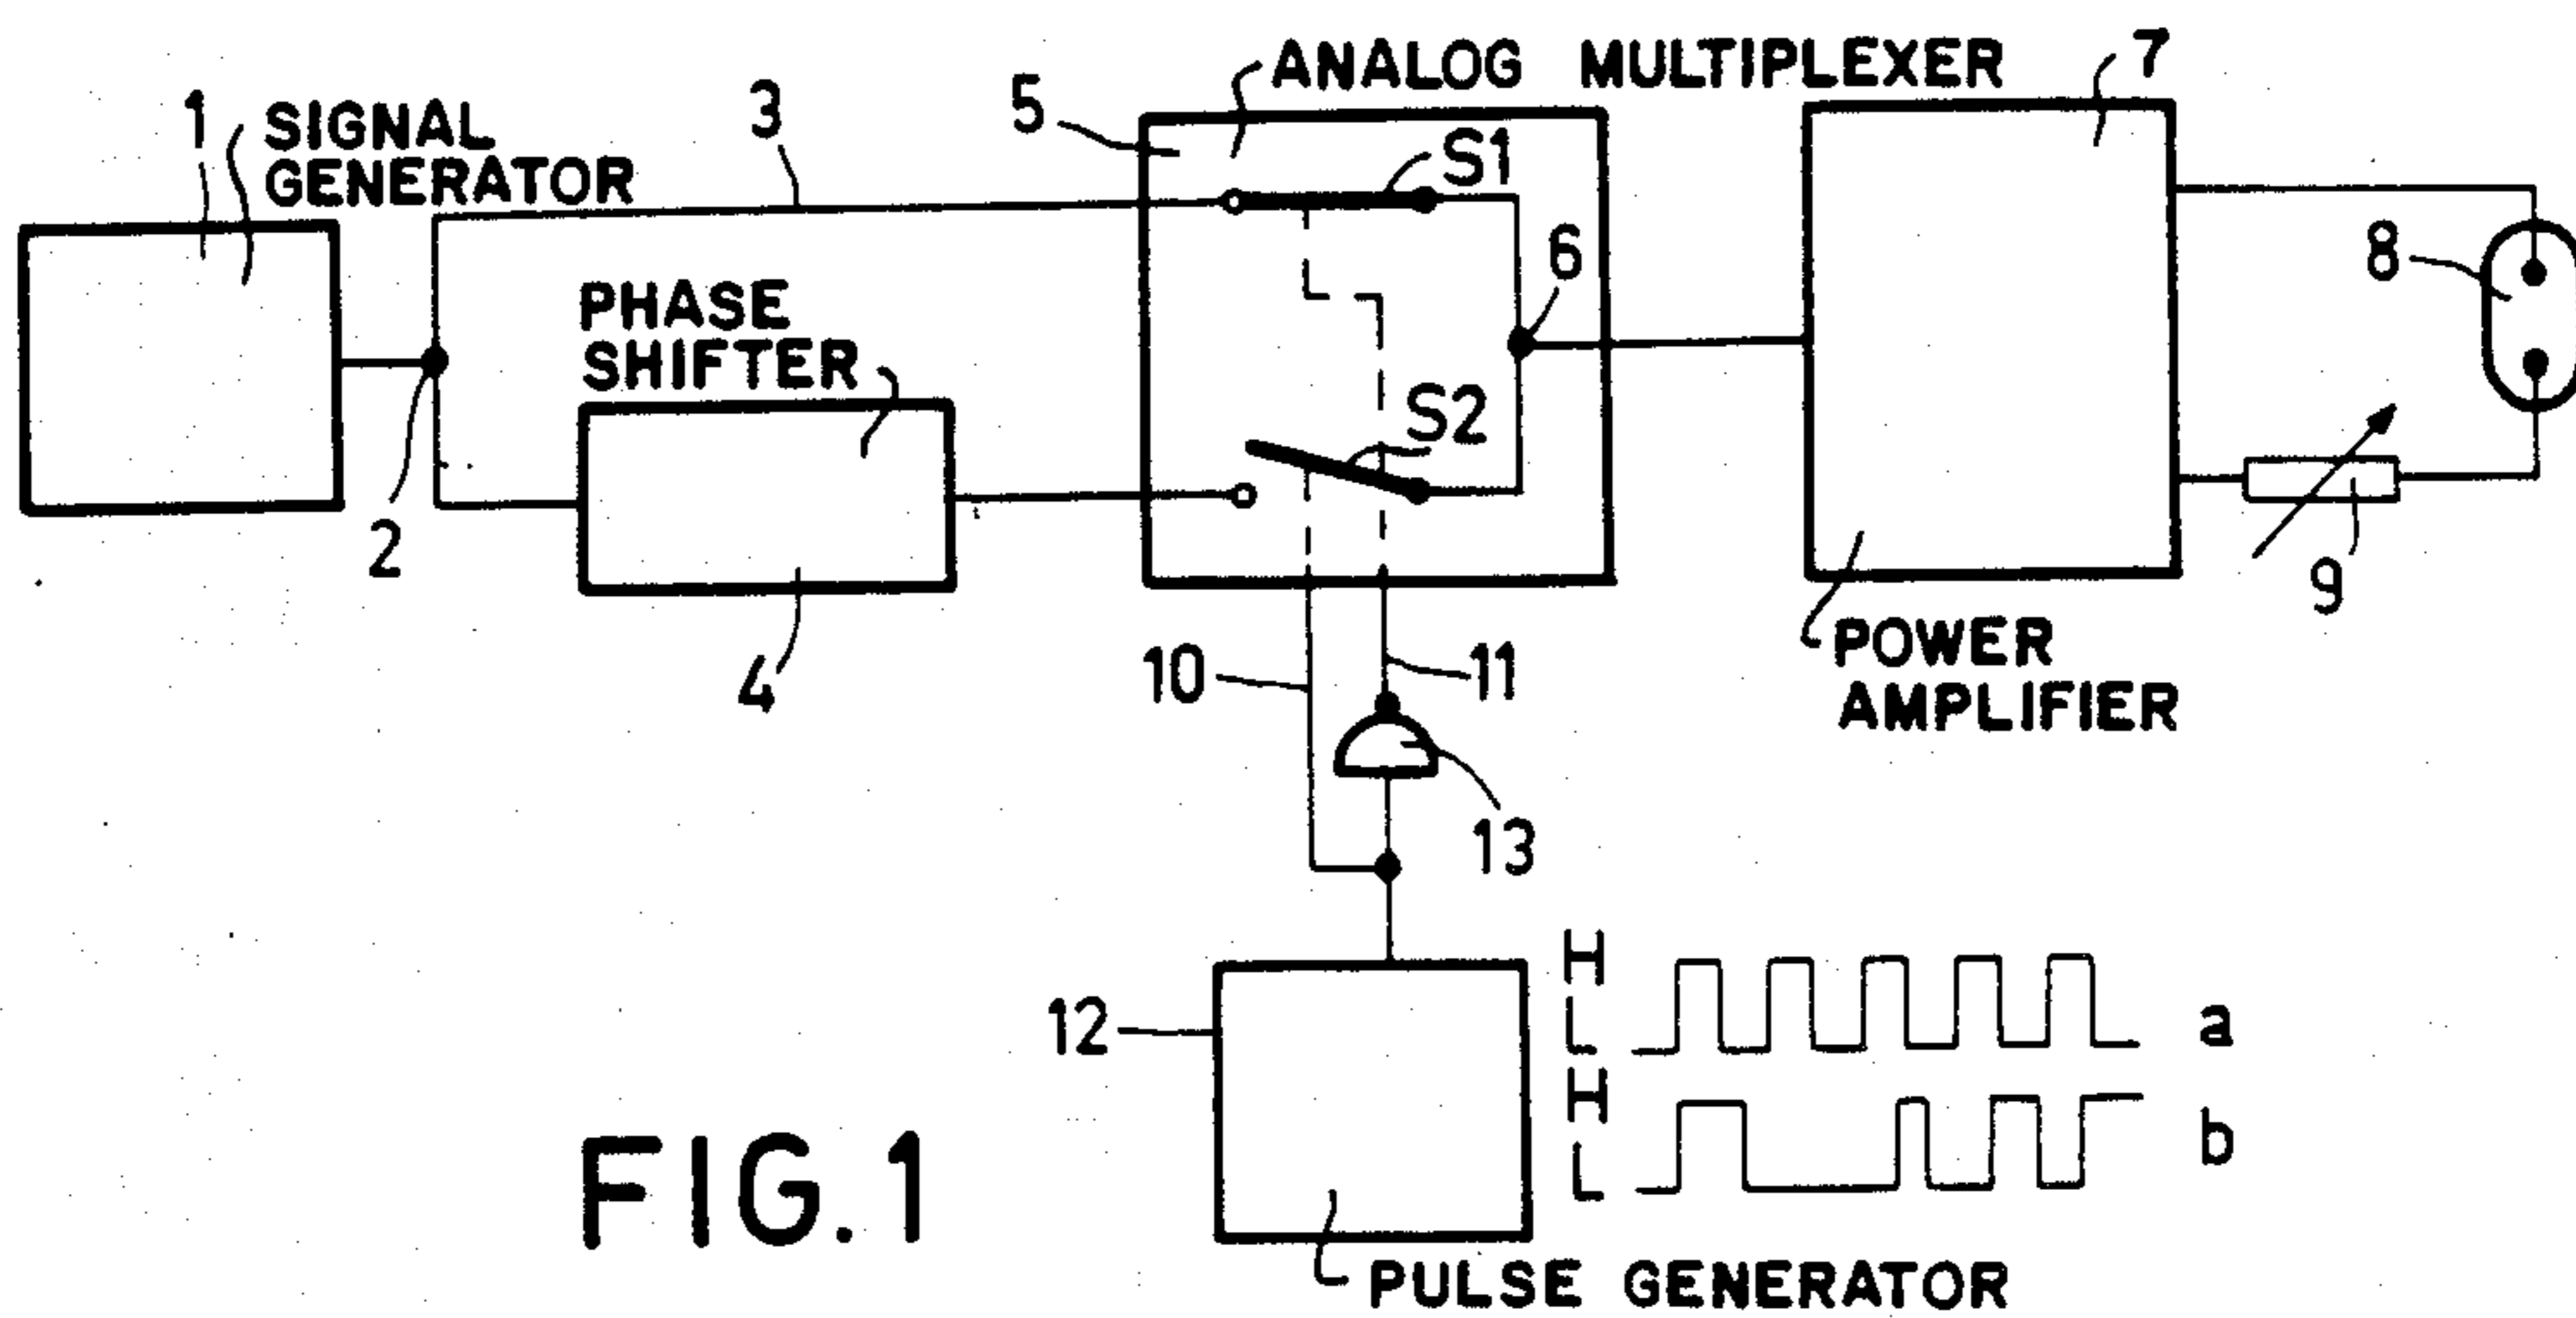 1
SIGNAL
GENERATOR
3
5
ANALOG MULTIPLEXER
7
S1
6
8
PHASE
SHIFTER
S2
2
9
4
10
11
POWER
AMPLIFIER
13
12
H
L
a
H
L
b
FIG.1
PULSE GENERATOR